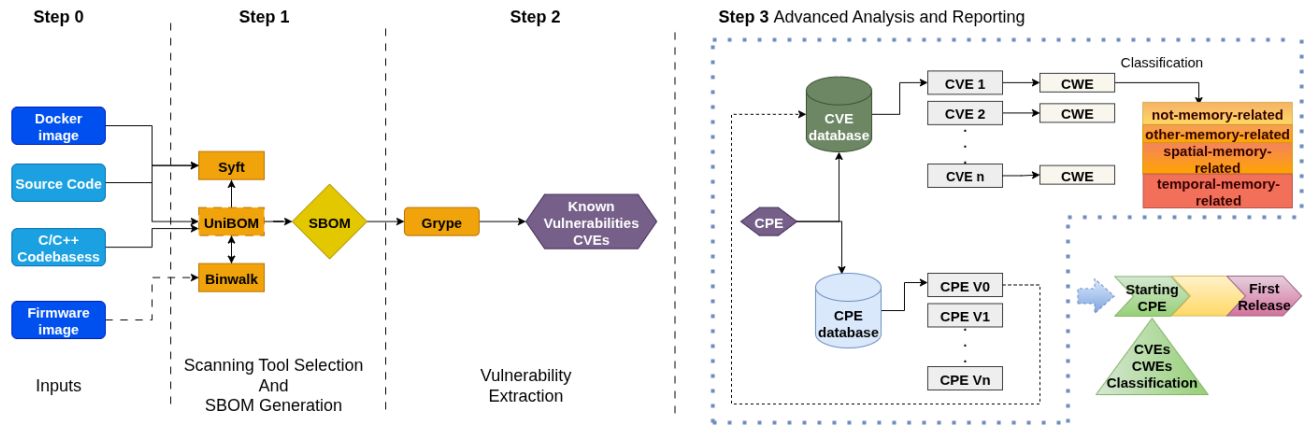 Step 0
Step 1
Step 2
Step 3 Advanced Analysis and Reporting
Docker
image
Source Code
C/C++
Codebasess
Firmware
image
Inputs
Syft
UniBOM
Binwalk
SBOM
Scanning Tool Selection
And
SBOM Generation
Grype
Known
Vulnerabilities
CVEs
Vulnerability
Extraction
CPE
CVE
database
CPE
database
CVE 1
CVE 2
.
.
CVE n
CWE
CWE
CWE
Classification
not-memory-related
other-memory-related
spatial-memory-
related
temporal-memory-
related
CPE V0
CPE V1
.
.
.
CPE Vn
Starting
CPE
First
Release
CVEs
CWEs
Classification